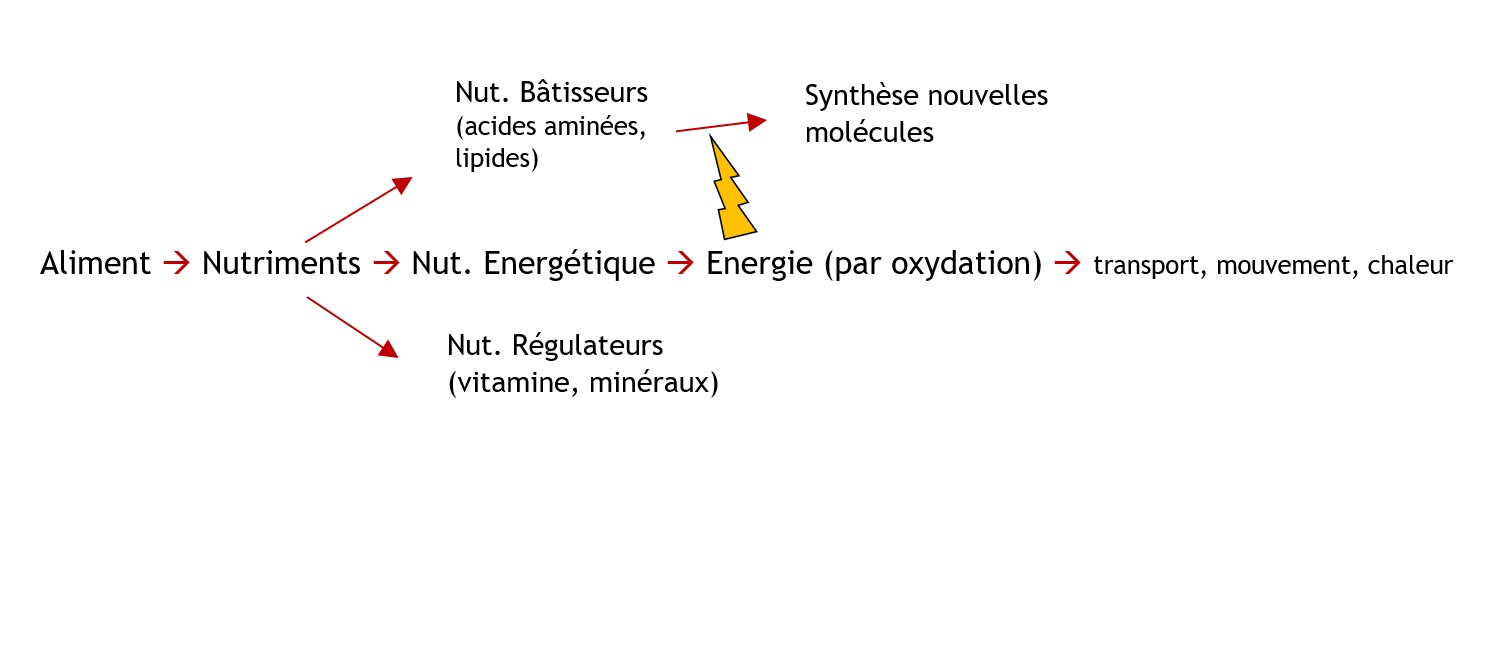 Nut. Bâtisseurs
(acides aminées,
lipides)
Synthèse nouvelles
molécules
Aliment → Nutriments → Nut. Energétique → Energie (par oxydation) → transport, mouvement, chaleur
Nut. Régulateurs
(vitamine, minéraux)